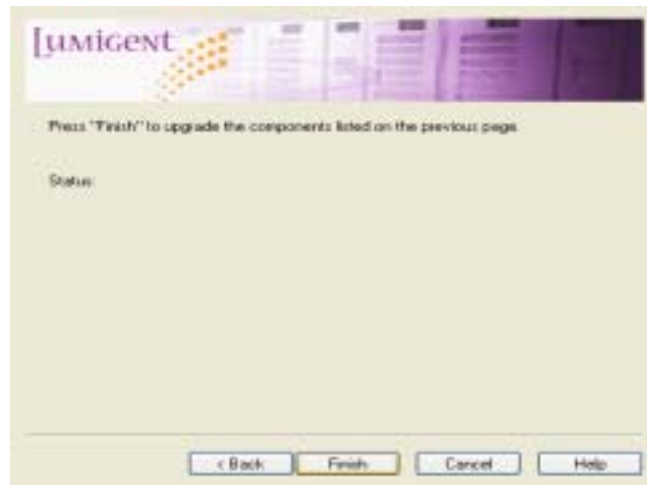 Lumigent
Press "Finish" to upgrade the components listed on the previous page
Status:
< Back Finish Cancel Help